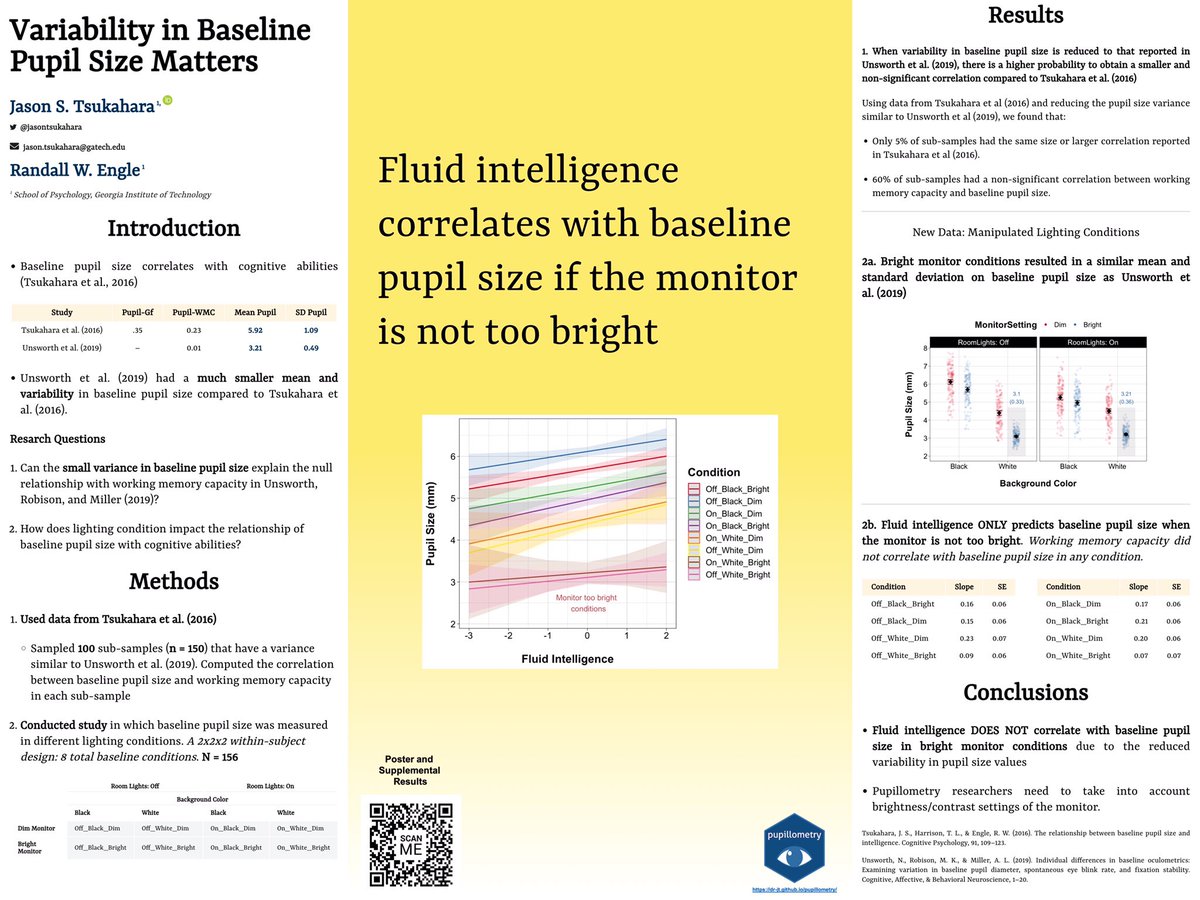 Variability in Baseline
Pupil Size Matters
Jason S. Tsukahara 1,
@jasontsukahara
jason.tsukahara@gatech.edu
Randall W. Engle 1
1 School of Psychology, Georgia Institute of Technology
Introduction
• Baseline pupil size correlates with cognitive abilities
(Tsukahara et al., 2016)
Study Pupil-Gf Pupil-WMC Mean Pupil SD Pupil
Tsukahara et al. (2016) .35 0.23 5.92 1.09
Unsworth et al. (2019) – 0.01 3.21 0.49
• Unsworth et al. (2019) had a much smaller mean and
variability in baseline pupil size compared to Tsukahara et
al. (2016).
Resarch Questions
1. Can the small variance in baseline pupil size explain the null
relationship with working memory capacity in Unsworth,
Robison, and Miller (2019)?
2. How does lighting condition impact the relationship of
baseline pupil size with cognitive abilities?
Methods
1. Used data from Tsukahara et al. (2016)
○ Sampled 100 sub-samples (n = 150) that have a variance
similar to Unsworth et al. (2019). Computed the correlation
between baseline pupil size and working memory capacity
in each sub-sample
2. Conducted study in which baseline pupil size was measured
in different lighting conditions. A 2x2x2 within-subject
design: 8 total baseline conditions. N = 156
Room Lights: Off Room Lights: On
Background Color
Black White Black White
Dim Monitor Off_Black_Dim Off_White_Dim On_Black_Dim On_White_Dim
Bright
Monitor Off_Black_Bright Off_White_Bright On_Black_Bright On_White_Bright
Fluid intelligence
correlates with baseline
pupil size if the monitor
is not too bright
Pupil Size (mm)
6
5
4
3
2
-3 -2 -1 0 1 2
Fluid Intelligence
Monitor too bright
conditions
Condition
Off_Black_Bright
Off_Black_Dim
On_Black_Dim
On_Black_Bright
On_White_Dim
Off_White_Dim
On_White_Bright
Off_White_Bright
Poster and
Supplemental
Results
SCAN
ME
pupillometry
https://dr-jt.github.io/pupillometry/
Results
1. When variability in baseline pupil size is reduced to that reported in
Unsworth et al. (2019), there is a higher probability to obtain a smaller and
non-significant correlation compared to Tsukahara et al. (2016)
Using data from Tsukahara et al (2016) and reducing the pupil size variance
similar to Unsworth et al (2019), we found that:
• Only 5% of sub-samples had the same size or larger correlation reported
in Tsukahara et al (2016).
• 60% of sub-samples had a non-significant correlation between working
memory capacity and baseline pupil size.
New Data: Manipulated Lighting Conditions
2a. Bright monitor conditions resulted in a similar mean and
standard deviation on baseline pupil size as Unsworth et
al. (2019)
MonitorSetting • Dim • Bright
RoomLights: Off RoomLights: On
Pupil Size (mm)
8
7
6
5
4
3
2
3.1
(0.33)
3.21
(0.36)
Black White Black White
Background Color
2b. Fluid intelligence ONLY predicts baseline pupil size when
the monitor is not too bright. Working memory capacity did
not correlate with baseline pupil size in any condition.
Condition Slope SE Condition Slope SE
Off_Black_Bright 0.16 0.06 On_Black_Dim 0.17 0.06
Off_Black_Dim 0.15 0.06 On_Black_Bright 0.21 0.06
Off_White_Dim 0.23 0.07 On_White_Dim 0.20 0.06
Off_White_Bright 0.09 0.06 On_White_Bright 0.07 0.07
Conclusions
• Fluid intelligence DOES NOT correlate with baseline pupil
size in bright monitor conditions due to the reduced
variability in pupil size values
• Pupillometry researchers need to take into account
brightness/contrast settings of the monitor.
Tsukahara, J. S., Harrison, T. L., & Engle, R. W. (2016). The relationship between baseline pupil size and
intelligence. Cognitive Psychology, 91, 109–123.
Unsworth, N., Robison, M. K., & Miller, A. L. (2019). Individual differences in baseline oculometrics:
Examining variation in baseline pupil diameter, spontaneous eye blink rate, and fixation stability.
Cognitive, Affective, & Behavioral Neuroscience, 1–20.